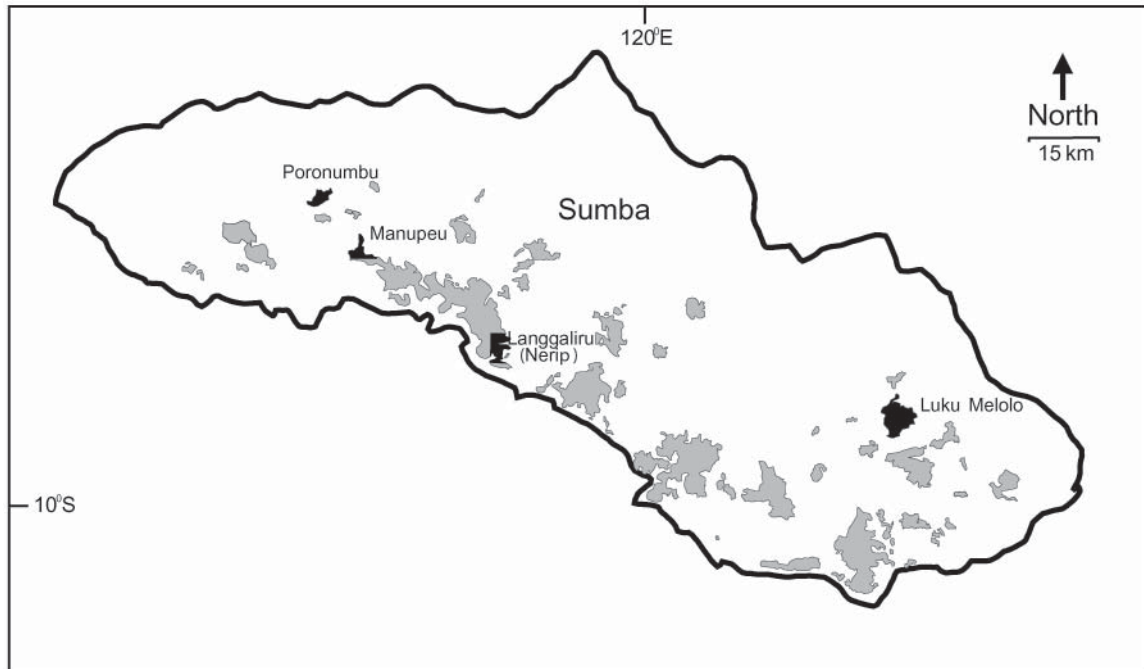 120°E
North
15 km
Poronumbu
Sumba
Manupeu
Langgaliru
(Nerip)
Luku Melolo
10°S